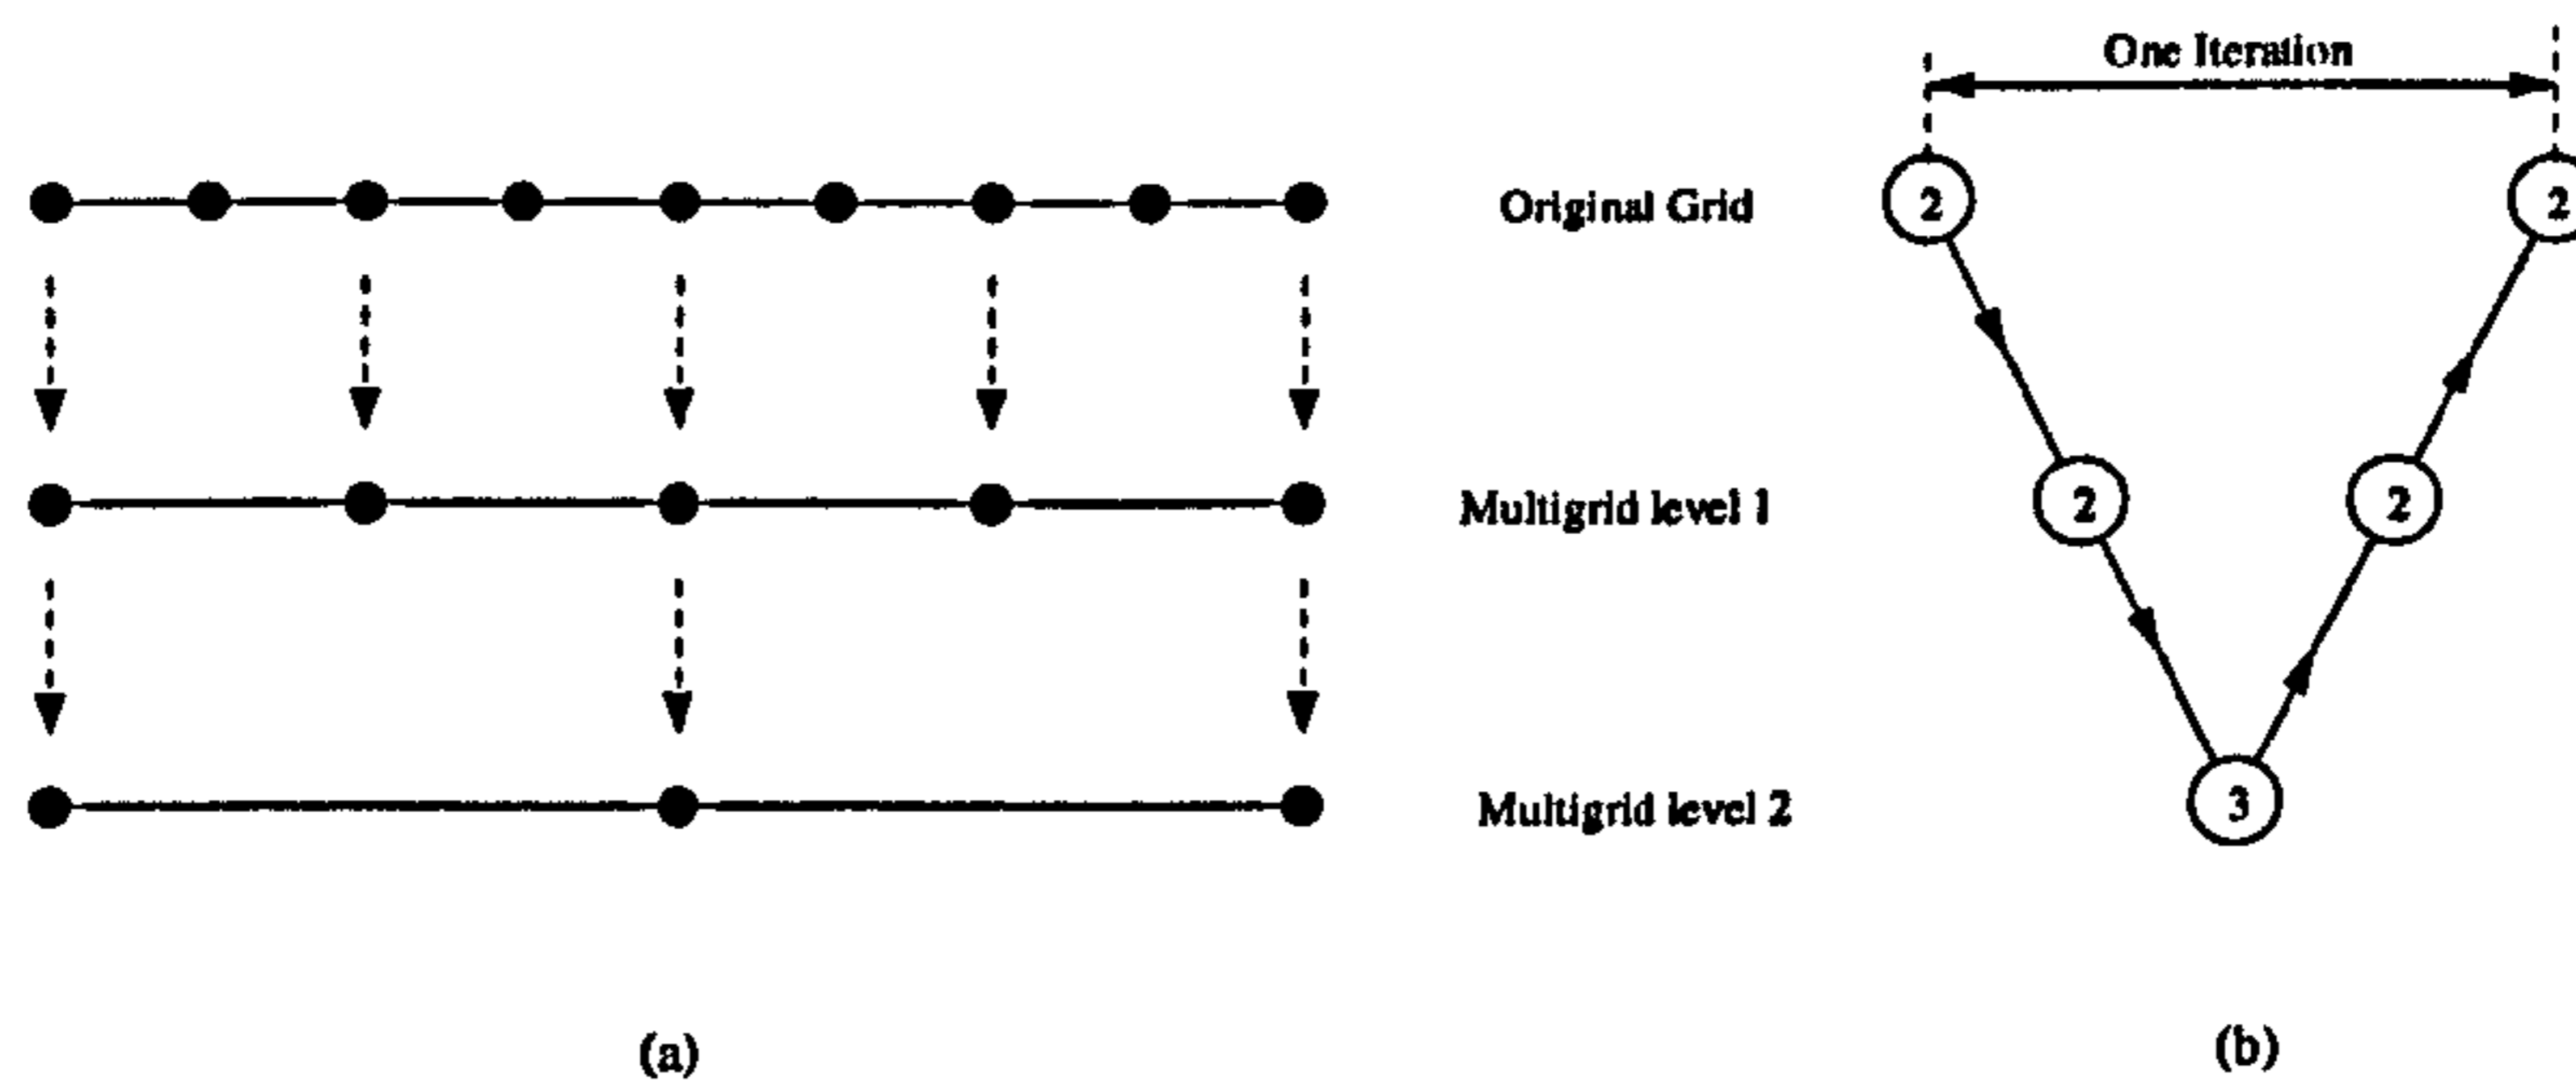 One Iteration
Original Grid
2
2
Multigrid level 1
2
2
Multigrid level 2
3
(a)
(b)